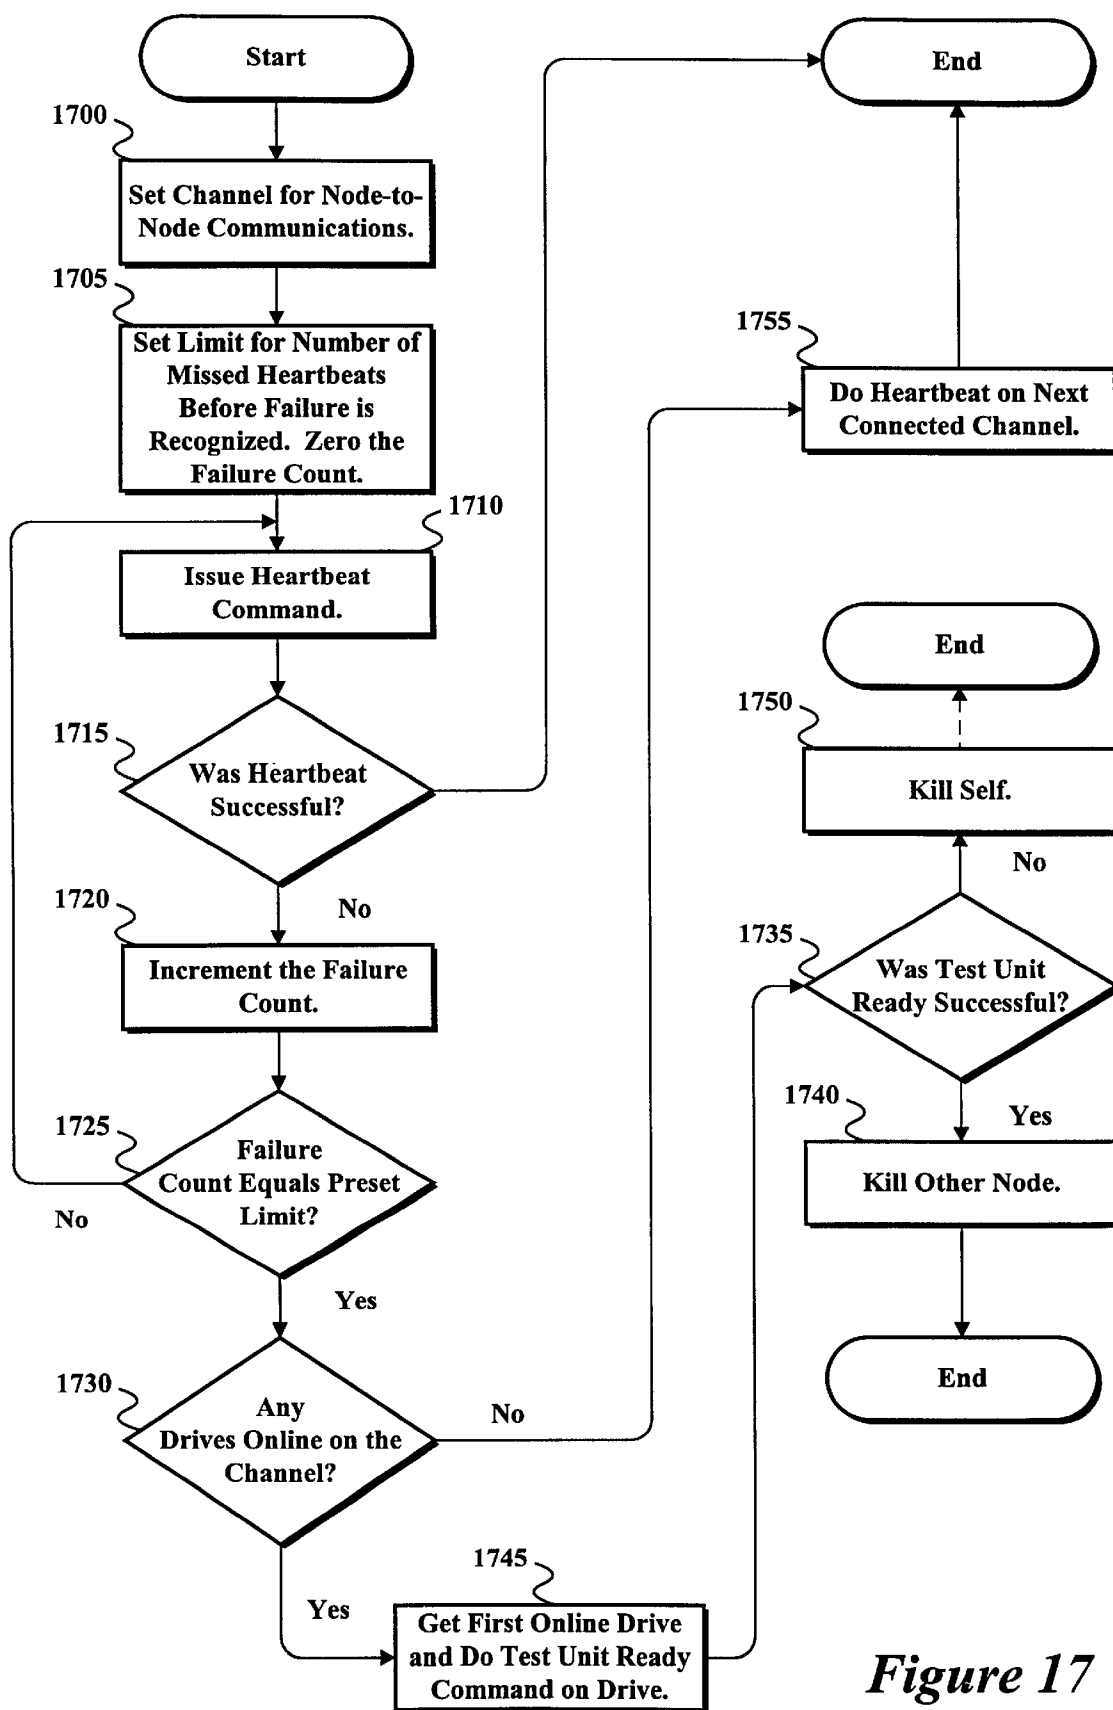 Start
1700
Set Channel for Node-to-
Node Communications.
1705
Set Limit for Number of
Missed Heartbeats
Before Failure is
Recognized.  Zero the
Failure Count.
1710
Issue Heartbeat
Command.
1715
Was Heartbeat
Successful?
No
1720
Increment the Failure
Count.
1725
Failure
Count Equals Preset
Limit?
No
Yes
1730
Any
Drives Online on the
Channel?
No
Yes
1745
Get First Online Drive
and Do Test Unit Ready
Command on Drive.
End
1755
Do Heartbeat on Next
Connected Channel.
End
1750
Kill Self.
No
1735
Was Test Unit
Ready Successful?
1740
Yes
Kill Other Node.
End
Figure 17